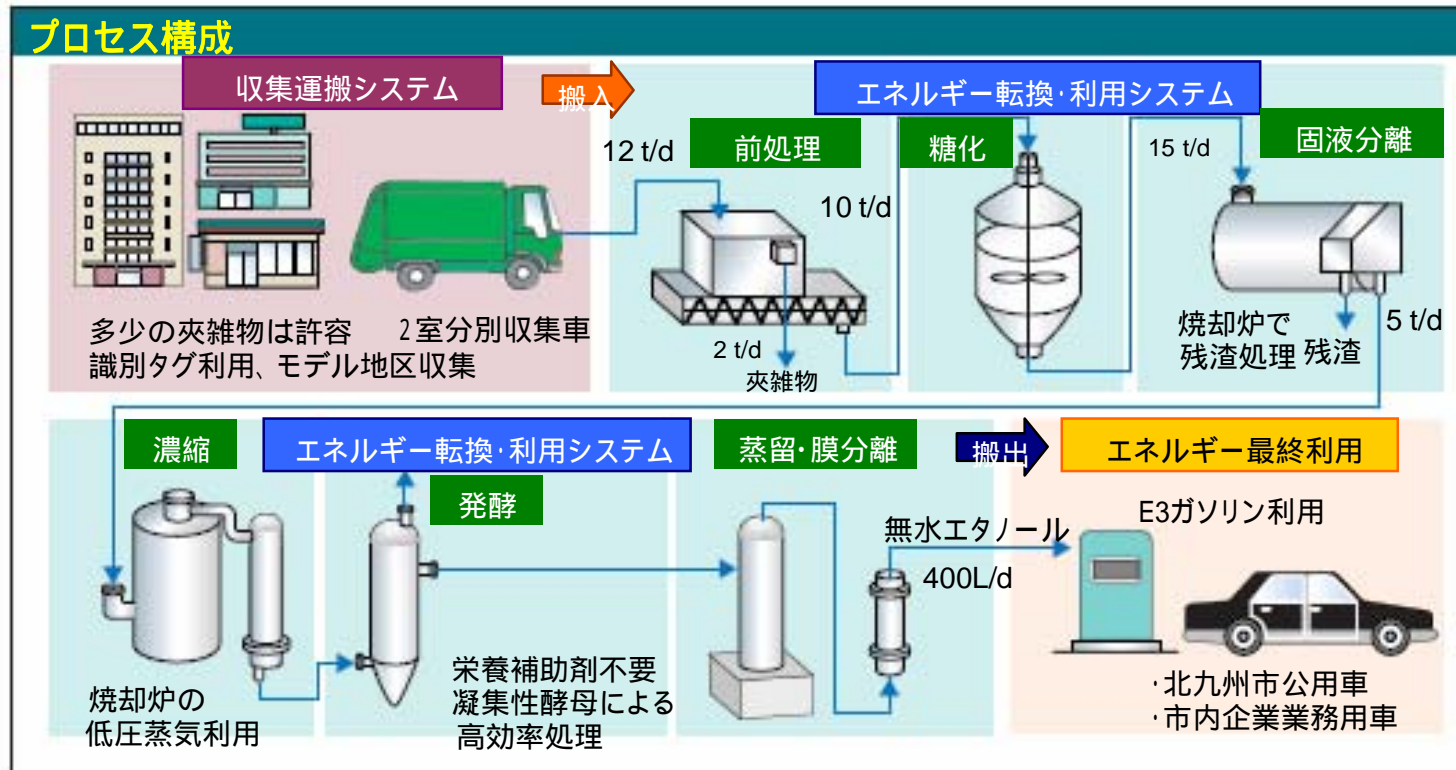 プロセス構成
収集運搬システム
搬入
エネルギー転換・利用システム
12 t/d
前処理
糖化
15 t/d
固液分離
10 t/d
2 t/d
夾雑物
焼却炉で
残渣処理
残渣
5 t/d
多少の夾雑物は許容
2室分別収集車
識別タグ利用、モデル地区収集
濃縮
エネルギー転換・利用システム
発酵
蒸留・膜分離
搬出
エネルギー最終利用
E3ガソリン利用
無水エタノール
400L/d
焼却炉の
低圧蒸気利用
栄養補助剤不要
凝集性酵母による
高効率処理
・北九州市公用車
・市内企業業務用車